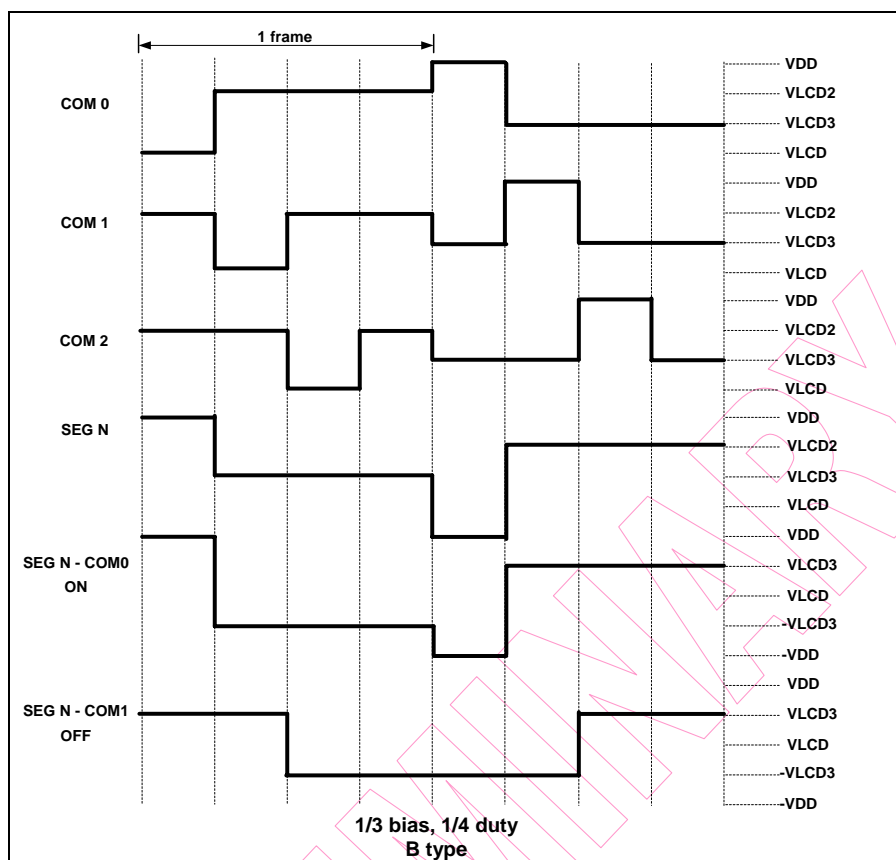 1 frame
COM 0
VDD
VLCD2
VLCD3
VLCD
COM 1
VDD
VLCD2
VLCD3
VLCD
COM 2
VDD
VLCD2
VLCD3
VLCD
SEG N
VDD
VLCD2
VLCD3
VLCD
SEG N - COM0
ON
VDD
VLCD3
VLCD
-VLCD3
-VDD
SEG N - COM1
OFF
VDD
VLCD3
VLCD
-VLCD3
-VDD
1/3 bias, 1/4 duty
B type